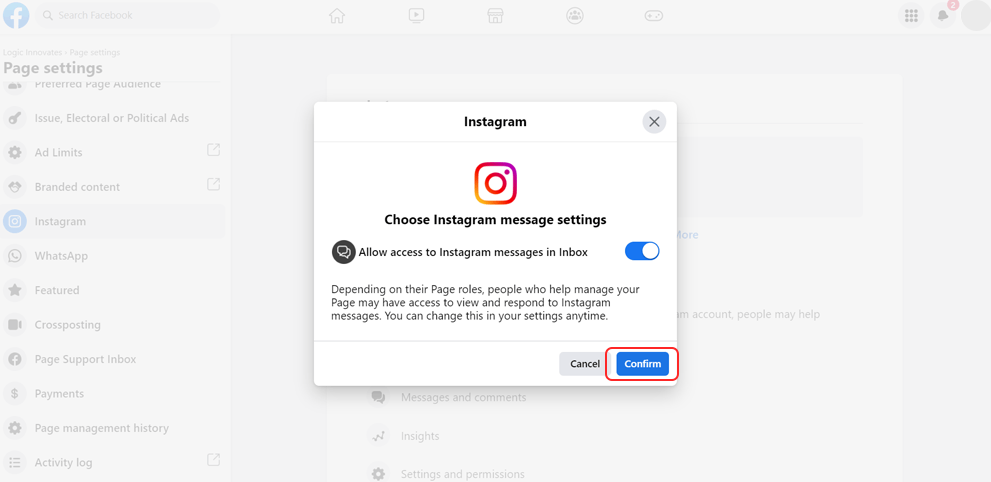 Search Facebook
2
Logic Innovates › Page settings
Page settings
Preferred Page Audience
Issue, Electoral or Political Ads
Ad Limits
Branded content
Instagram
WhatsApp
Featured
Crossposting
Page Support Inbox
Payments
Page management history
Activity log
Instagram
Choose Instagram message settings
Allow access to Instagram messages in Inbox
Depending on their Page roles, people who help manage your
Page may have access to view and respond to Instagram
messages. You can change this in your settings anytime.
Cancel
Confirm
More
account, people may help
Messages and comments
Insights
Settings and permissions